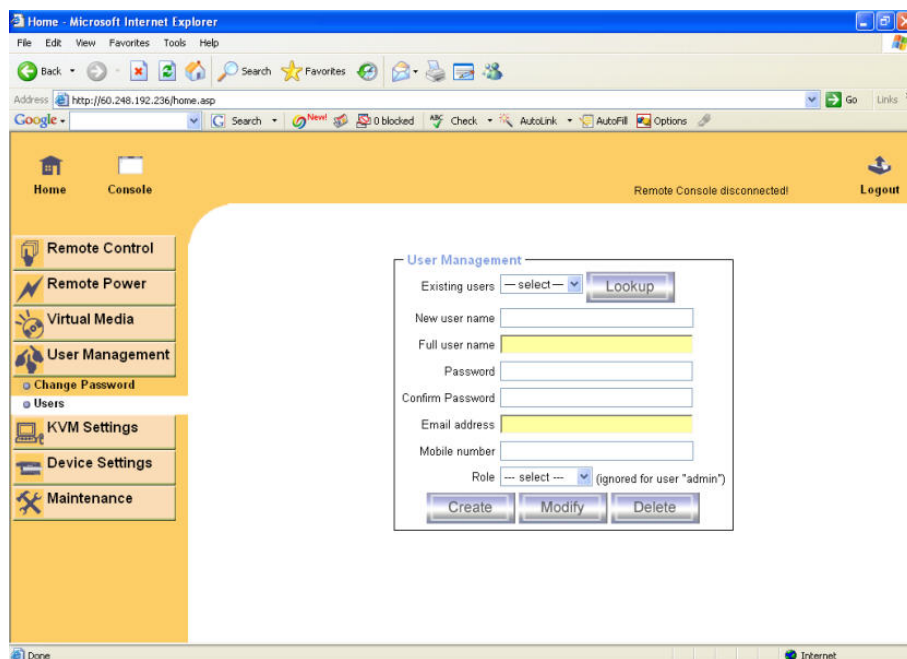 Home - Microsoft Internet Explorer
File Edit View Favorites Tools Help
Back Search Favorites
Address http://60.248.192.236/home.asp Go Links
Google Search New! 0 blocked ABC Check AutoLink AutoFill Options
Home Console Remote Console disconnected! Logout
Remote Control
Remote Power
Virtual Media
User Management
Change Password
Users
KVM Settings
Device Settings
Maintenance
User Management
Existing users --- select --- Lookup
New user name
Full user name
Password
Confirm Password
Email address
Mobile number
Role --- select --- (ignored for user "admin")
Create Modify Delete
Done Internet